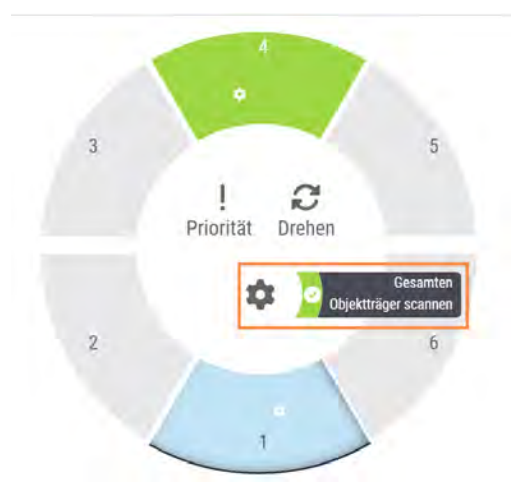 4
3
5
!
Priorität
Drehen
Gesamten
Objektträger scannen
2
6
1